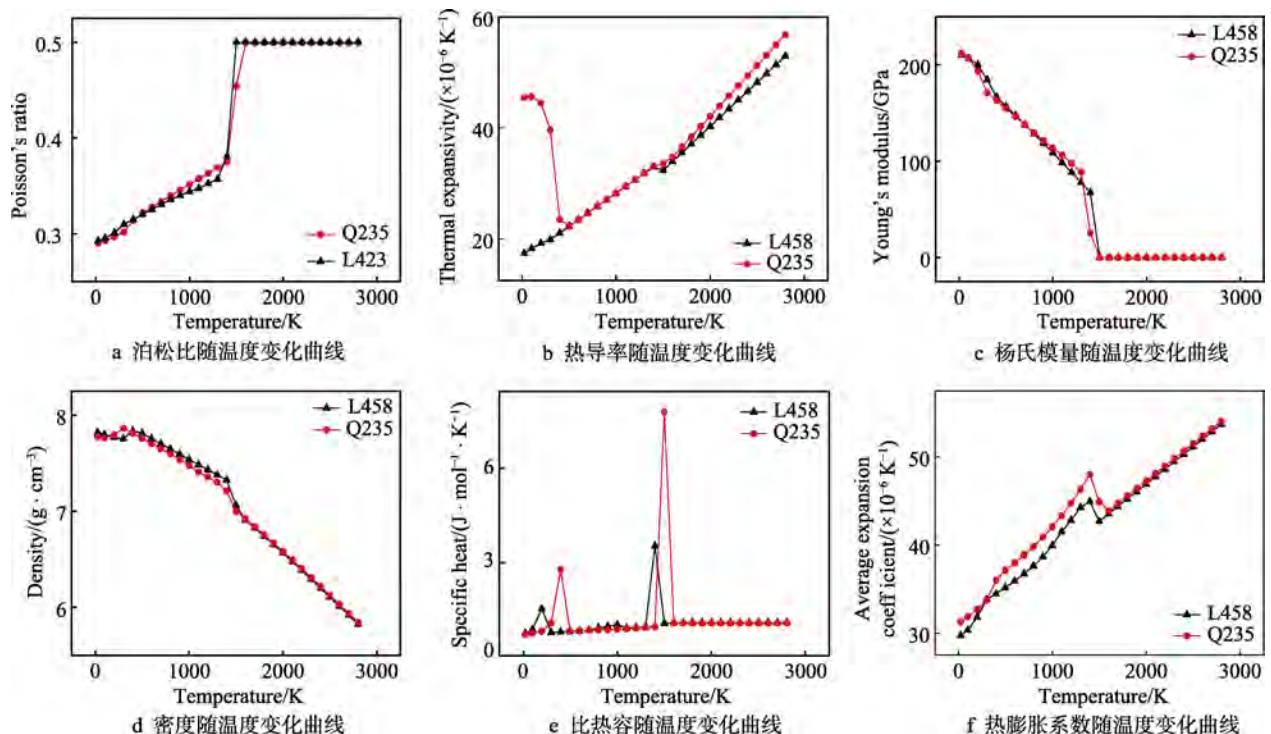 0.5
0.4
0.3
Poisson's ratio
Q235
L423
0
1000
2000
3000
Temperature/K
a 泊松比随温度变化曲线
60
40
20
Thermal expansivity/(×10⁻⁶ K⁻¹)
L458
Q235
0
1000
2000
3000
Temperature/K
b 热导率随温度变化曲线
200
100
0
Young's modulus/GPa
L458
Q235
0
1000
2000
3000
Temperature/K
c 杨氏模量随温度变化曲线
8
7
6
Density/(g · cm⁻³)
L458
Q235
0
1000
2000
3000
Temperature/K
d 密度随温度变化曲线
6
3
0
Specific heat/(J · mol⁻¹ · K⁻¹)
L458
Q235
0
1000
2000
3000
Temperature/K
e 比热容随温度变化曲线
50
40
30
Average expansion
coeff icient/(×10⁻⁶ K⁻¹)
L458
Q235
0
1000
2000
3000
Temperature/K
f 热膨胀系数随温度变化曲线